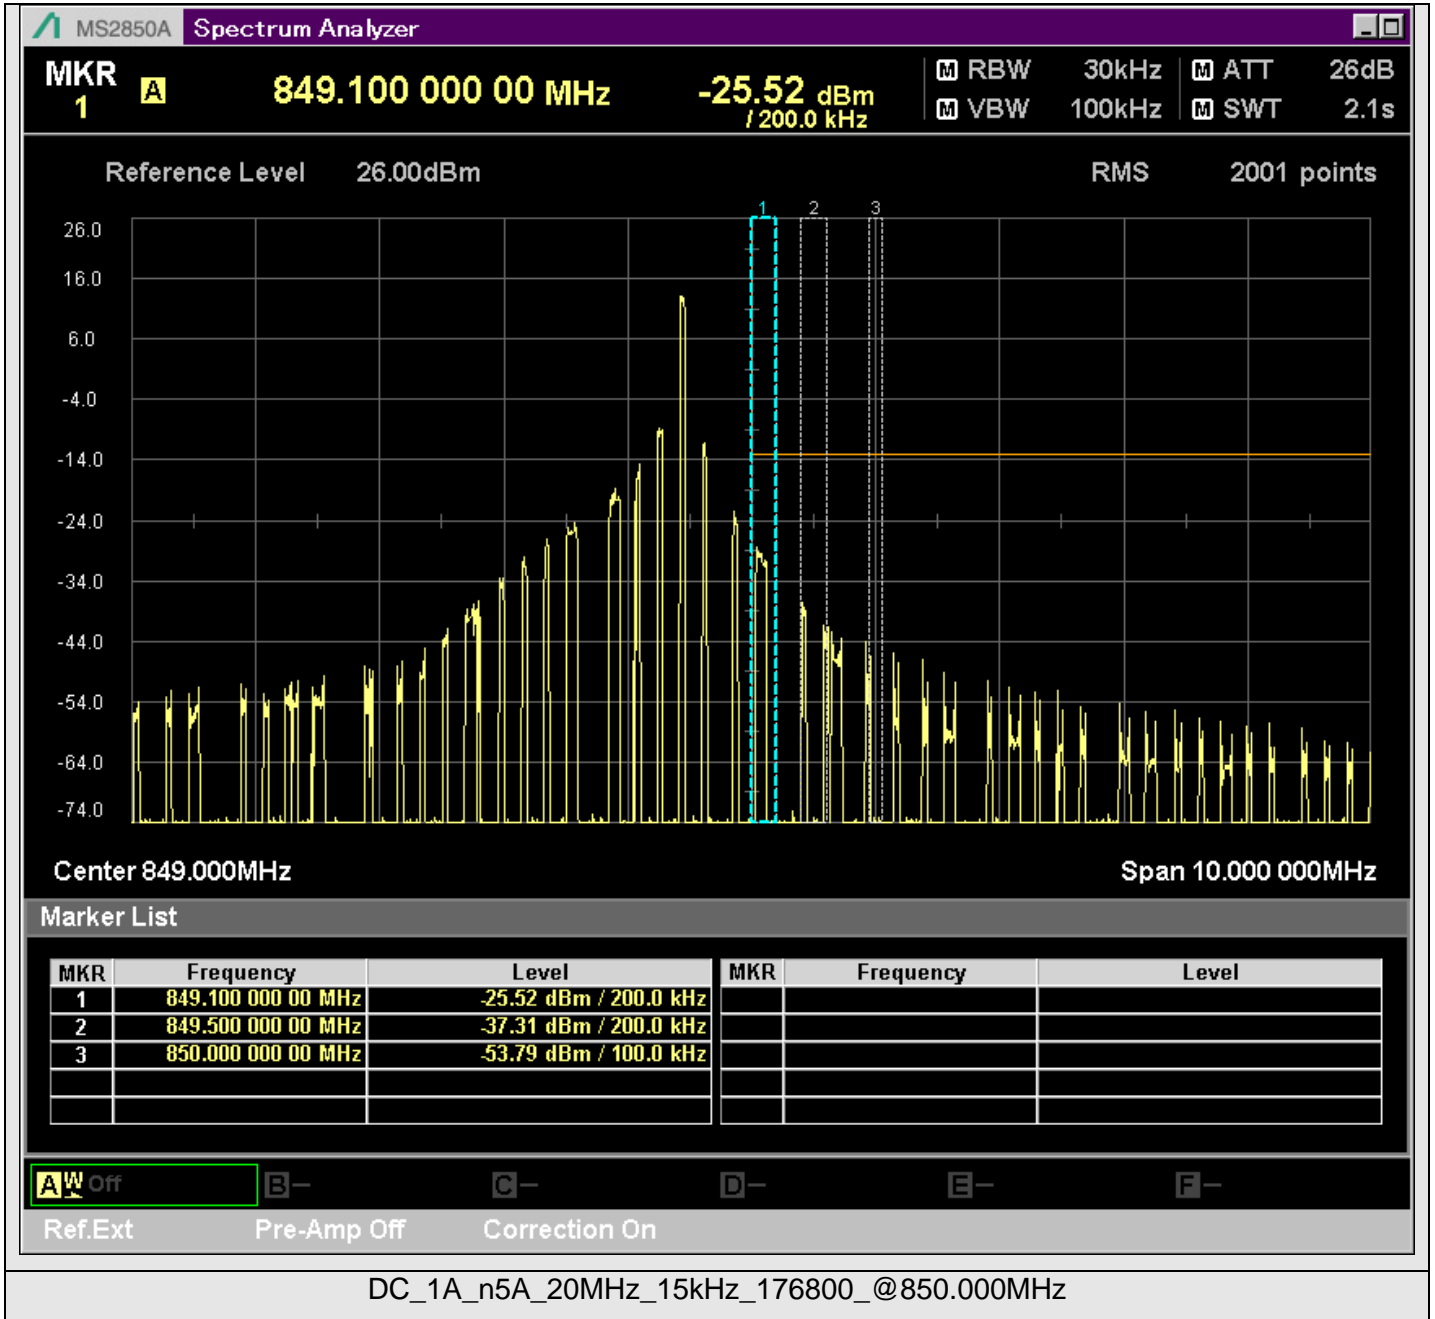 MS2850A Spectrum Analyzer
MKR 1 A 849.100 000 00 MHz -25.52 dBm / 200.0 kHz
M RBW 30kHz M ATT 26dB
M VBW 100kHz M SWT 2.1s
Reference Level 26.00dBm RMS 2001 points
1 2 3
26.0
16.0
6.0
-4.0
-14.0
-24.0
-34.0
-44.0
-54.0
-64.0
-74.0
Center 849.000MHz Span 10.000 000MHz
Marker List
MKR Frequency Level MKR Frequency Level
1 849.100 000 00 MHz -25.52 dBm / 200.0 kHz
2 849.500 000 00 MHz -37.31 dBm / 200.0 kHz
3 850.000 000 00 MHz -53.79 dBm / 100.0 kHz
A W Off B - C - D - E - F -
Ref.Ext Pre-Amp Off Correction On
DC_1A_n5A_20MHz_15kHz_176800_@850.000MHz